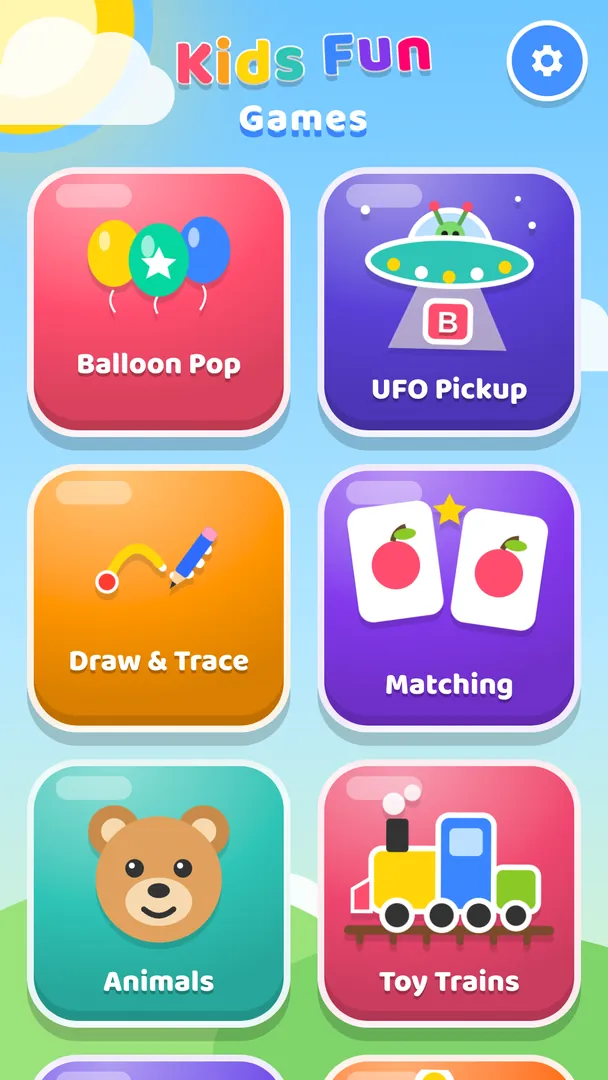 Kids Fun
Games
Balloon Pop
B
UFO Pickup
Draw & Trace
Matching
Animals
Toy Trains